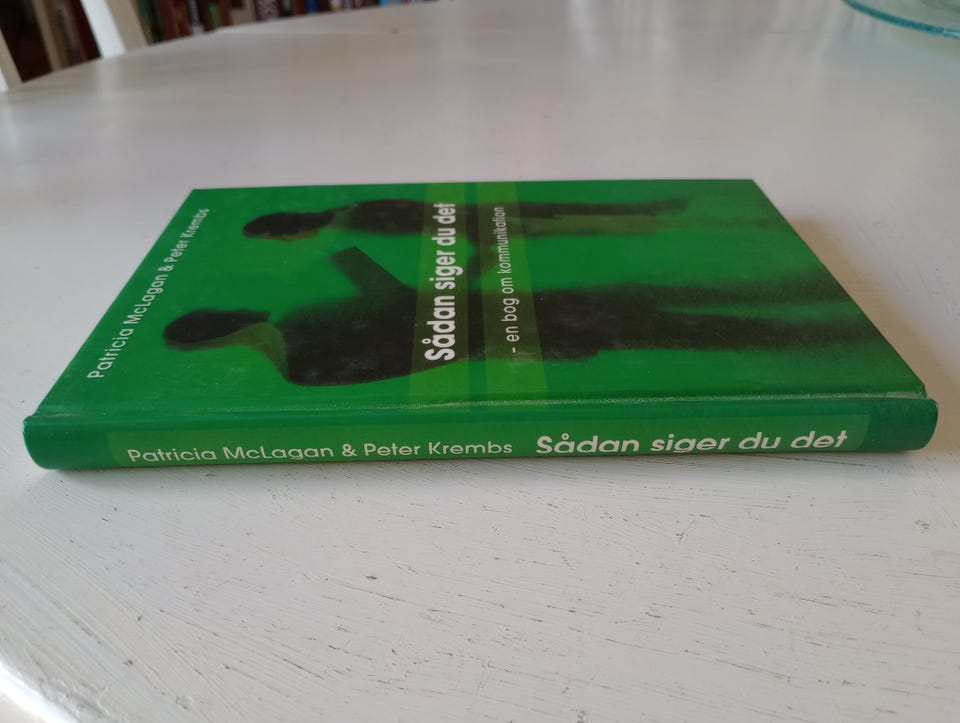 Patricia McLagan & Peter Krembs
Sådan siger du det
- en bog om kommunikation
Patricia McLagan & Peter Krembs Sådan siger du det